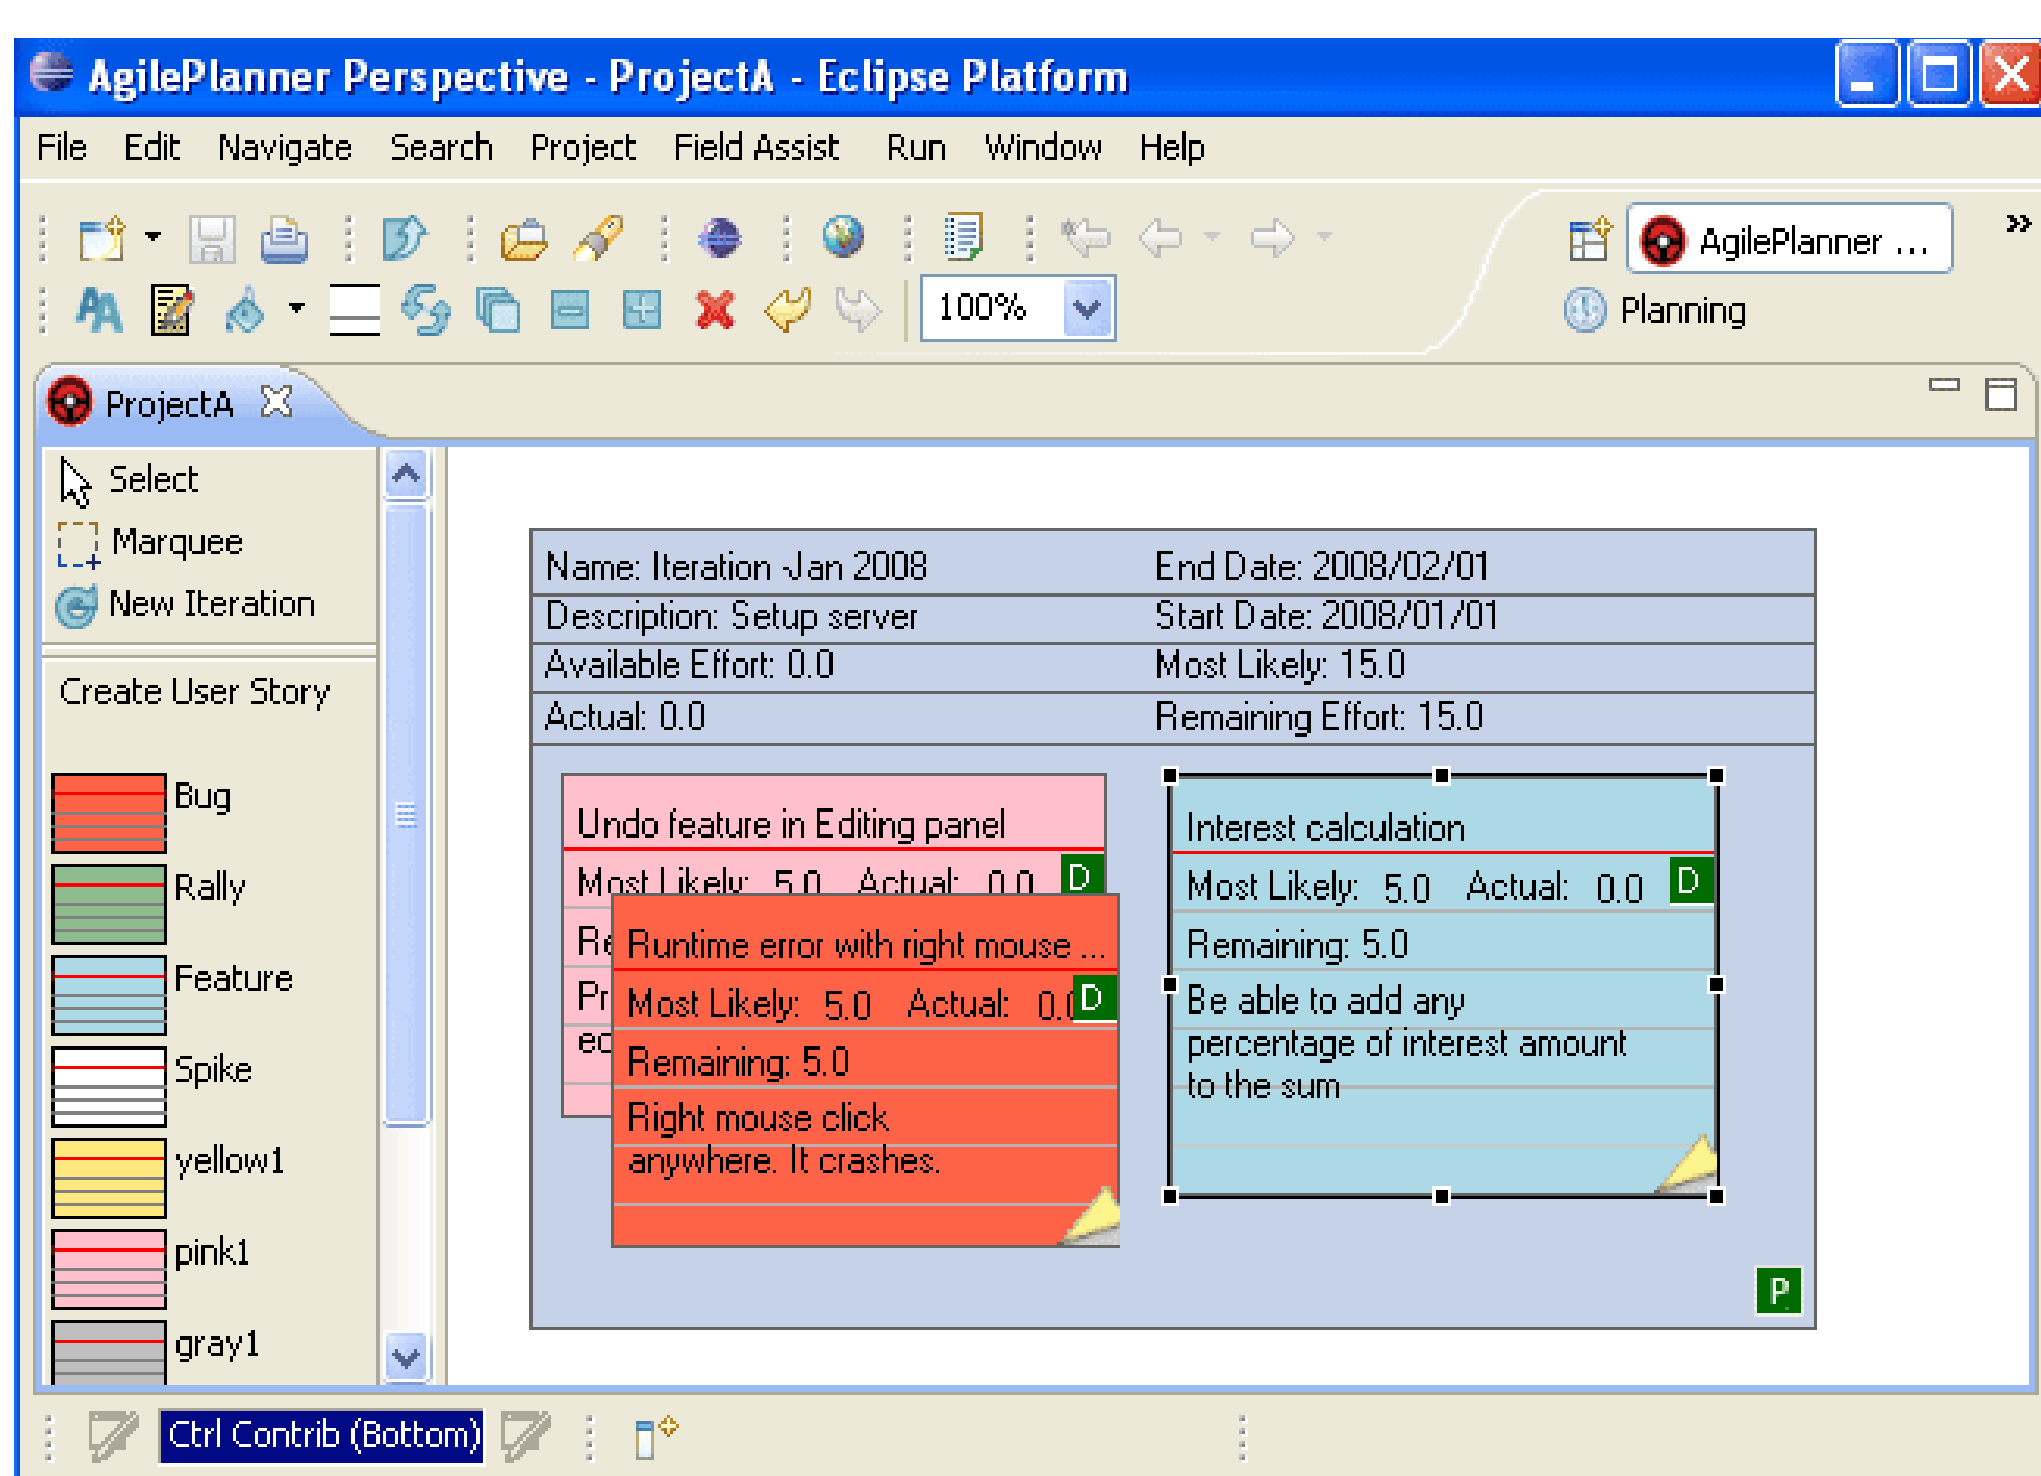 AgilePlanner Perspective - ProjectA - Eclipse Platform
File Edit Navigate Search Project Field Assist Run Window Help
AgilePlanner ...
100%
Planning
ProjectA
Select
Marquee
New Iteration
Create User Story
Bug
Rally
Feature
Spike
yellow1
pink1
gray1
Name: Iteration -Jan 2008 End Date: 2008/02/01
Description: Setup server Start Date: 2008/01/01
Available Effort: 0.0 Most Likely: 15.0
Actual: 0.0 Remaining Effort: 15.0
Undo feature in Editing panel
Most Likely: 5.0 Actual: 0.0 D
Runtime error with right mouse ...
Most Likely: 5.0 Actual: D
Remaining: 5.0
Right mouse click
anywhere. It crashes.
Interest calculation
Most Likely: 5.0 Actual: 0.0 D
Remaining: 5.0
Be able to add any
percentage of interest amount
to the sum
P
Ctrl Contrib (Bottom)